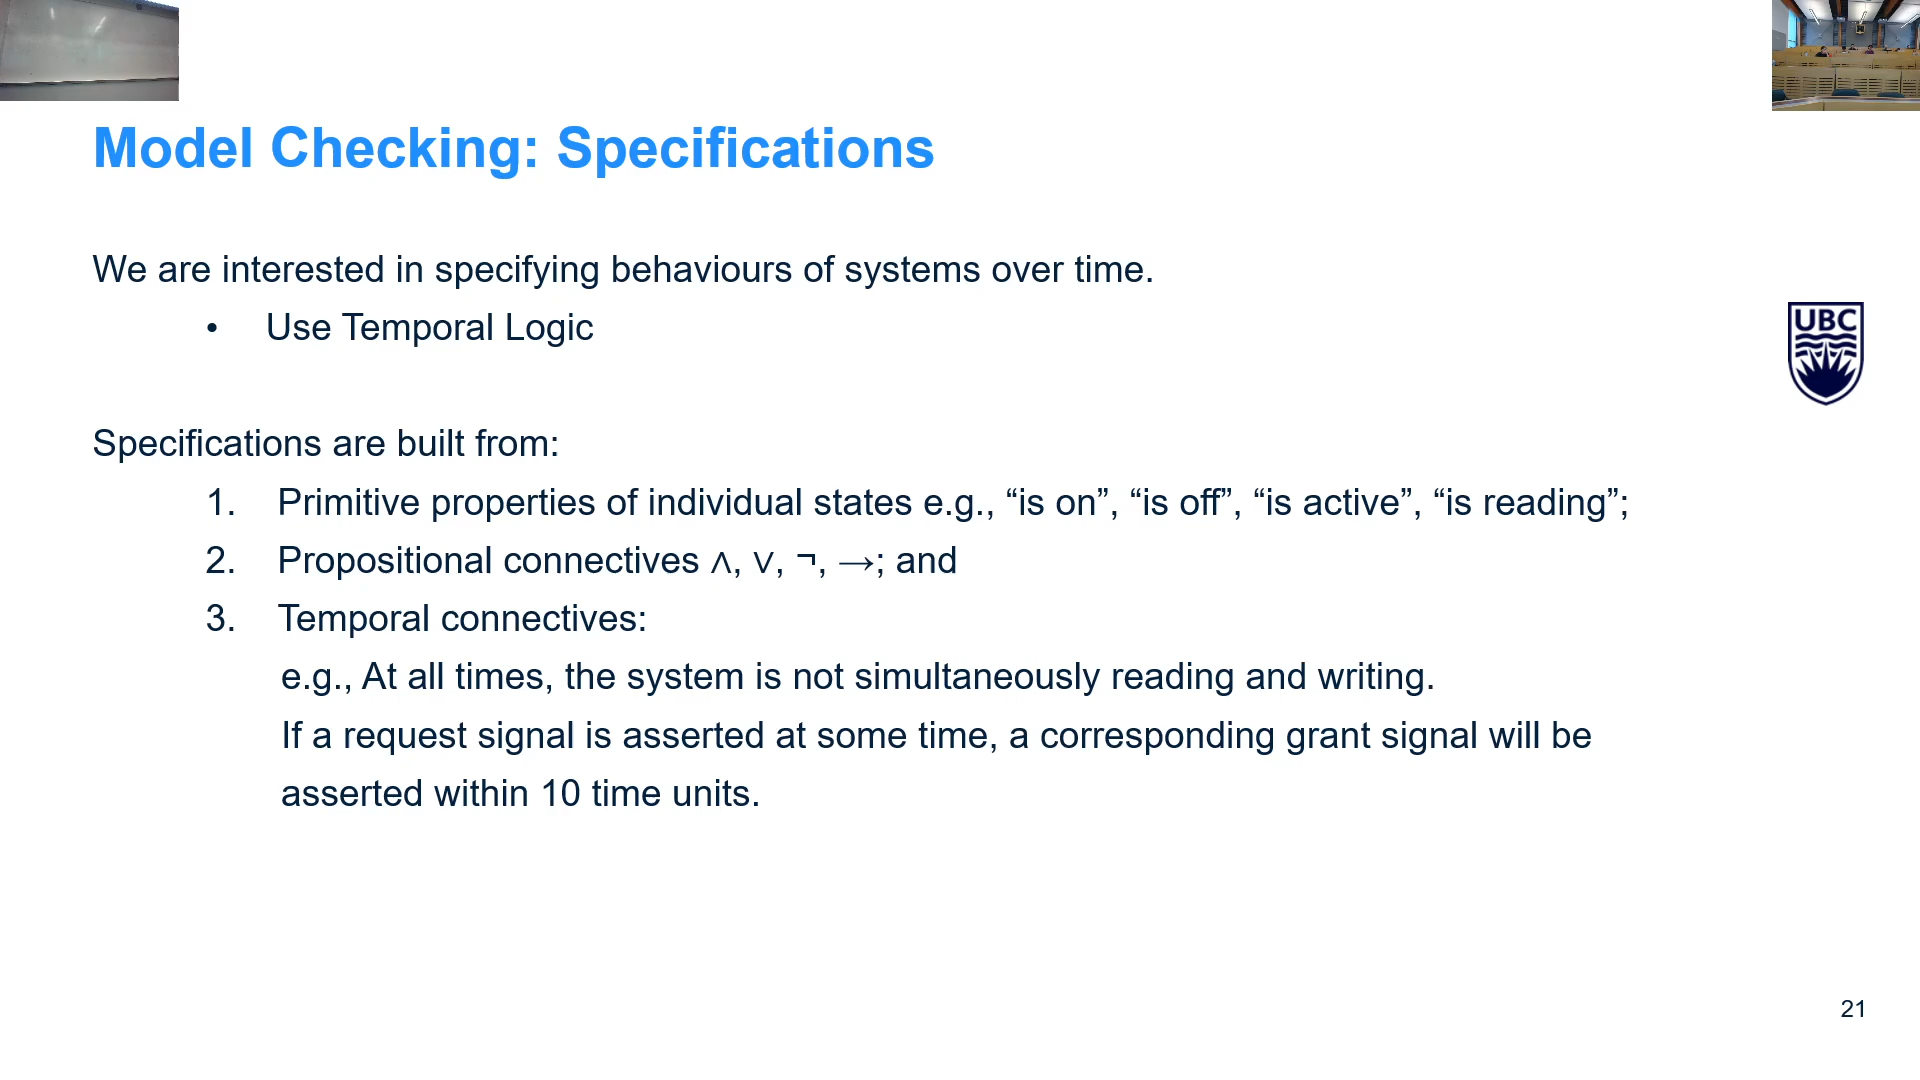 Model Checking: Specifications
We are interested in specifying behaviours of systems over time.
• Use Temporal Logic
UBC
Specifications are built from:
1. Primitive properties of individual states e.g., “is on”, “is off”, “is active”, “is reading”;
2. Propositional connectives ∧, ∨, ¬, →; and
3. Temporal connectives:
e.g., At all times, the system is not simultaneously reading and writing.
If a request signal is asserted at some time, a corresponding grant signal will be
asserted within 10 time units.
21